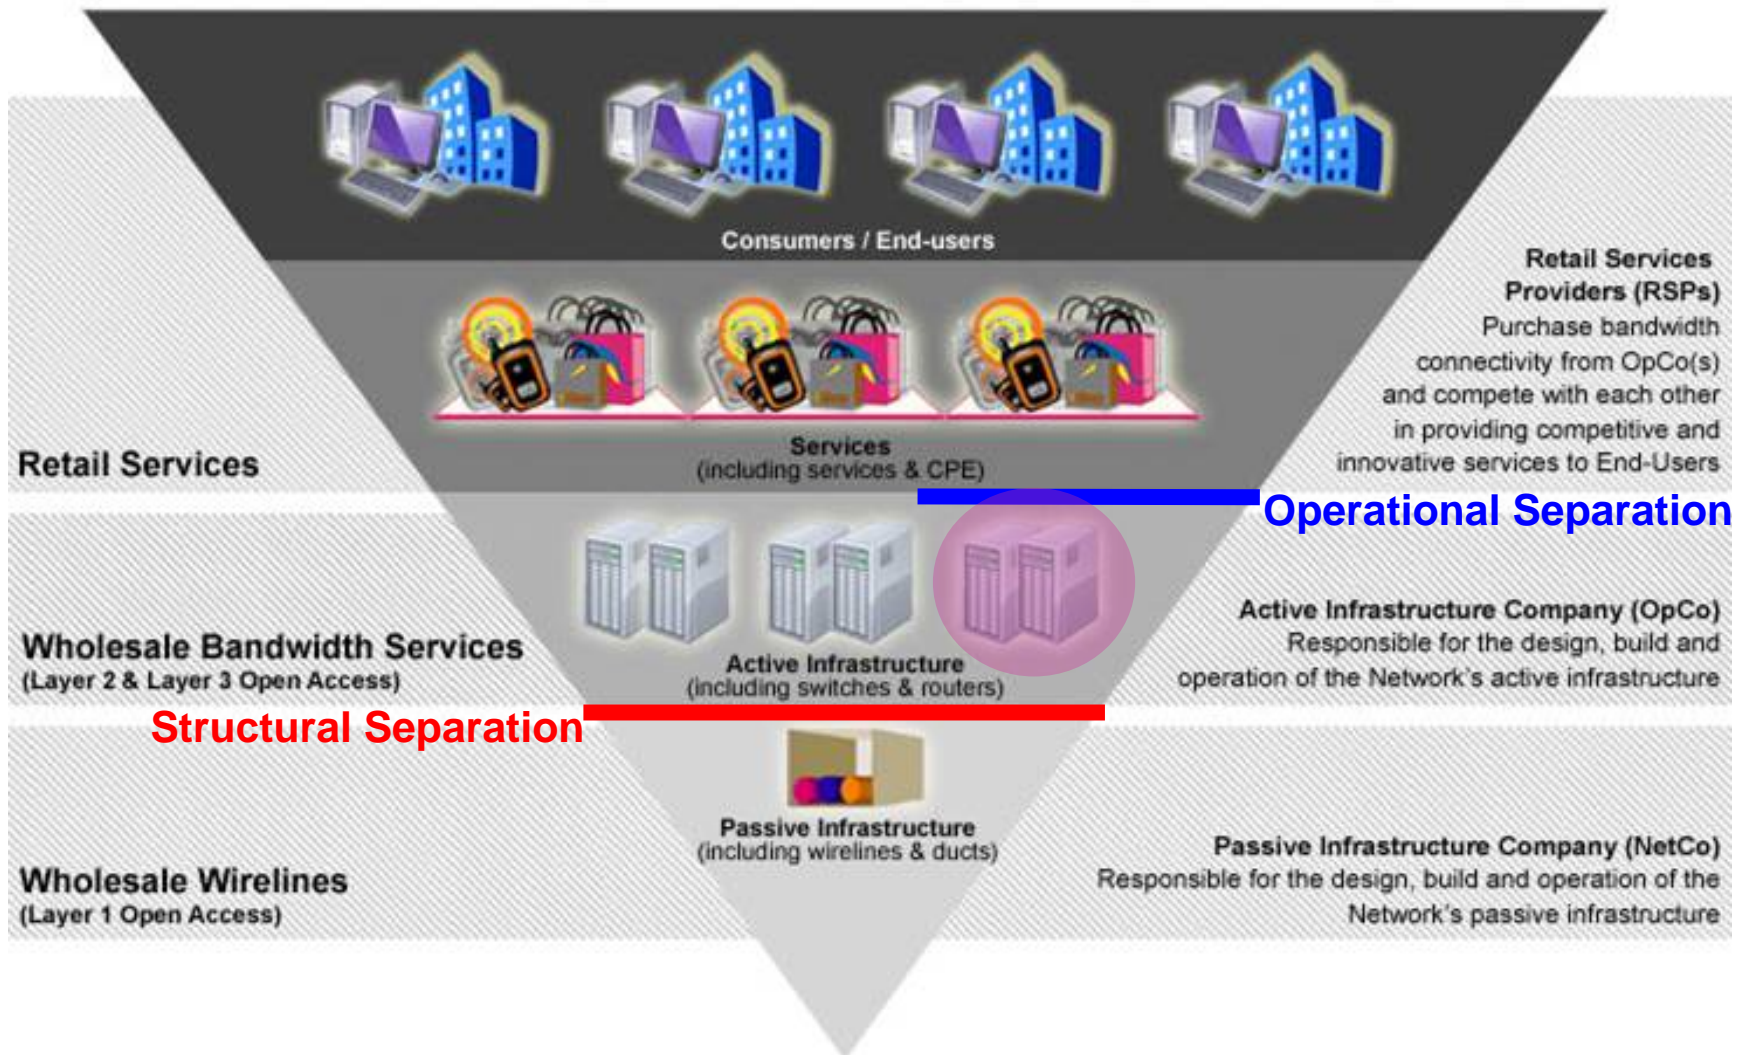 Consumers / End-users
Retail Services
Providers (RSPs)
Purchase bandwidth
connectivity from OpCo(s)
and compete with each other
in providing competitive and
innovative services to End-Users
Services
(including services & CPE)
Retail Services
Operational Separation
Active Infrastructure Company (OpCo)
Responsible for the design, build and
operation of the Network's active infrastructure
Wholesale Bandwidth Services
(Layer 2 & Layer 3 Open Access)
Active Infrastructure
(including switches & routers)
Structural Separation
Passive Infrastructure
(including wirelines & ducts)
Passive Infrastructure Company (NetCo)
Responsible for the design, build and operation of the
Network's passive infrastructure
Wholesale Wirelines
(Layer 1 Open Access)